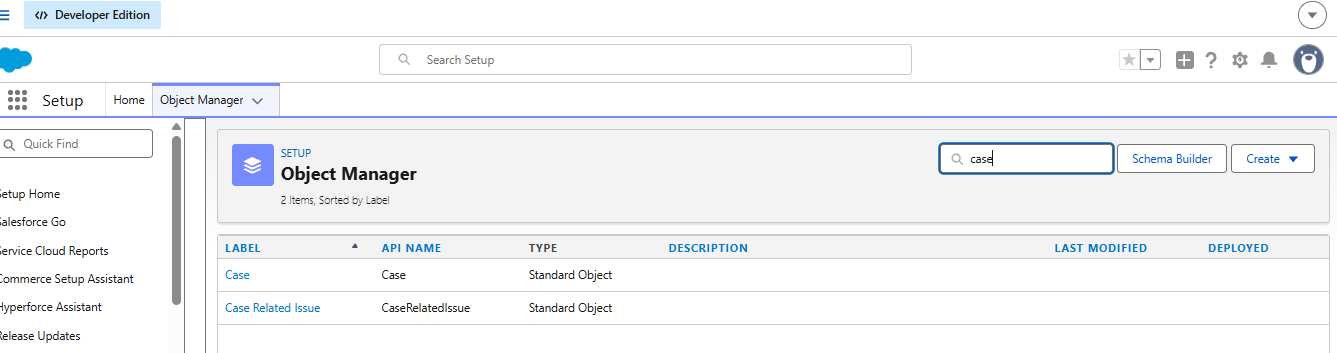 </> Developer Edition
Search Setup
Setup Home Object Manager
Quick Find
SETUP
Object Manager
2 Items, Sorted by Label
case
Schema Builder
Create
Setup Home
Salesforce Go
Service Cloud Reports
Commerce Setup Assistant
Hyperforce Assistant
Release Updates
LABEL API NAME TYPE DESCRIPTION LAST MODIFIED DEPLOYED
Case Case Standard Object
Case Related Issue CaseRelatedIssue Standard Object